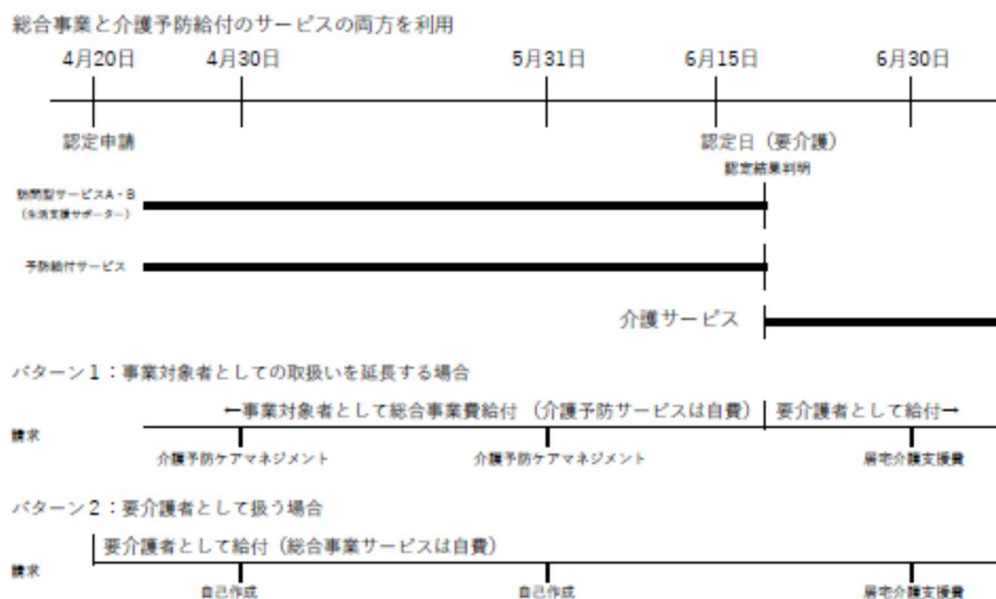 総合事業と介護予防給付のサービスの両方を利用
4月20日 4月30日 5月31日 6月15日 6月30日
認定申請 認定日（要介護）
認定結果判明
訪問型サービスA・B
（生活支援サポーター）
予防給付サービス
介護サービス
パターン1：事業対象者としての取扱いを延長する場合
←事業対象者として総合事業費給付（介護予防サービスは自費） 要介護者として給付→
請求
介護予防ケアマネジメント 介護予防ケアマネジメント 居宅介護支援費
パターン2：要介護者として扱う場合
要介護者として給付（総合事業サービスは自費）
請求
自己作成 自己作成 居宅介護支援費